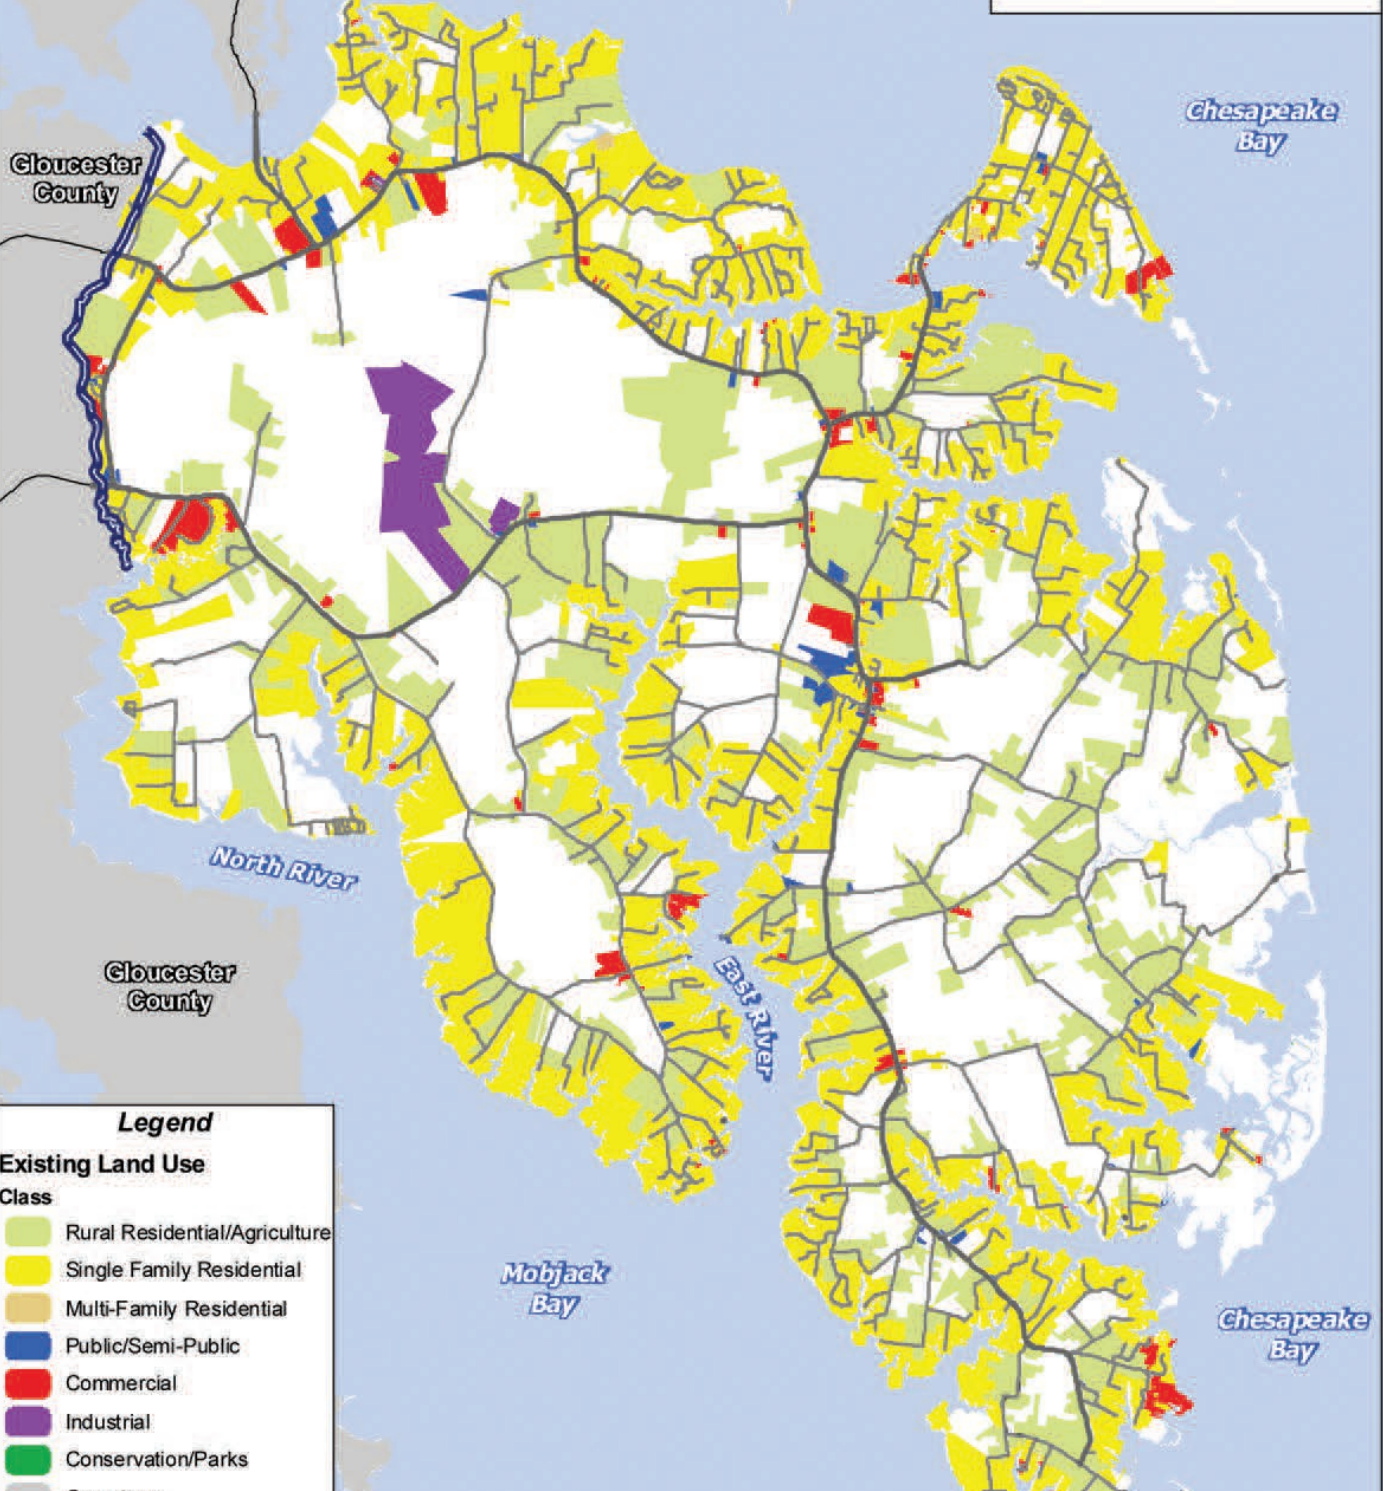 Chesapeake
Bay
Gloucester
County
North River
Gloucester
County
East River
Mobjack
Bay
Chesapeake
Bay
Legend
Existing Land Use
Class
Rural Residential/Agriculture
Single Family Residential
Multi-Family Residential
Public/Semi-Public
Commercial
Industrial
Conservation/Parks